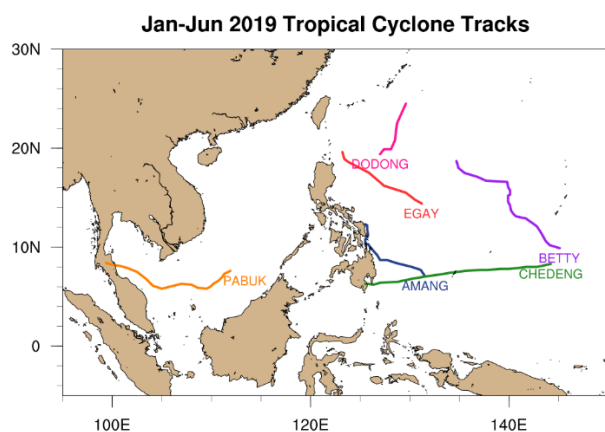 Jan-Jun 2019 Tropical Cyclone Tracks
30N
20N
DODONG
EGAY
10N
BETTY
CHEDENG
PABUK
AMANG
0
100E
120E
140E